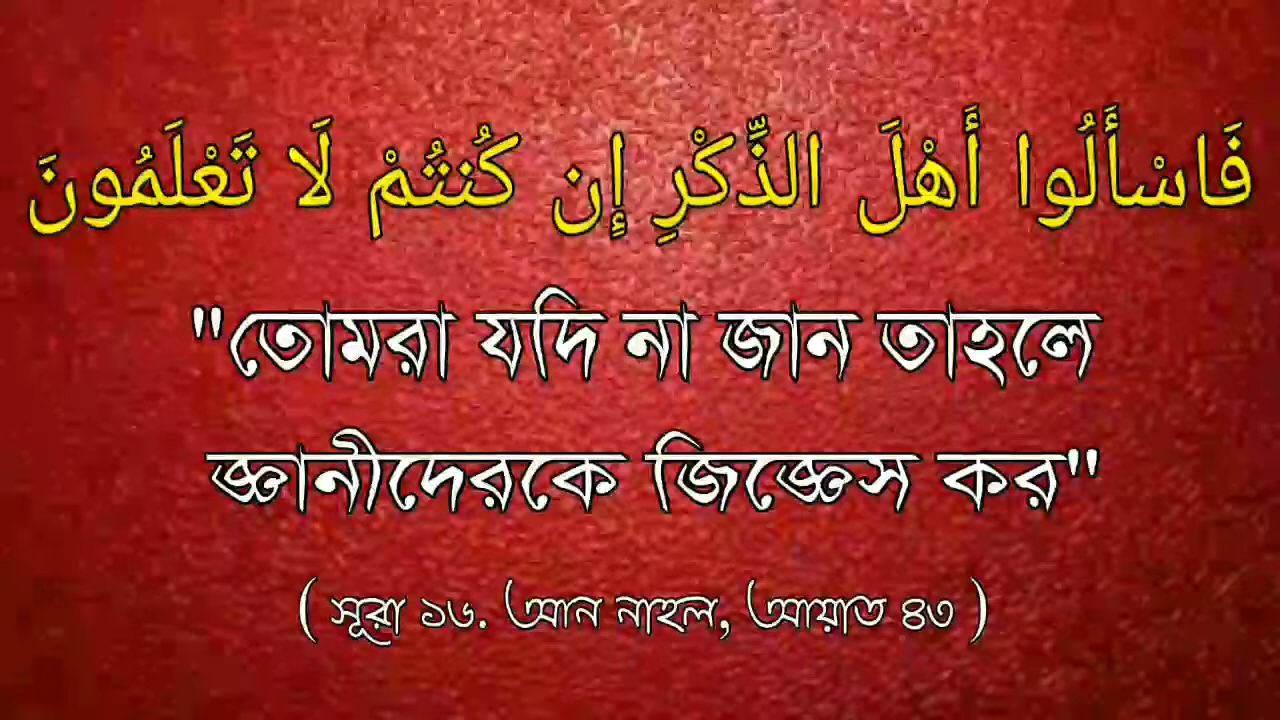 فَاسْأَلُوا أَهْلَ الذِّكْرِ إِن كُنتُمْ لَا تَعْلَمُونَ
"তোমরা যদি না জান তাহলে
জ্ঞানীদেরকে জিজ্ঞেস কর"
( সূরা ১৬. আন নাহল, আয়াত ৪৩ )